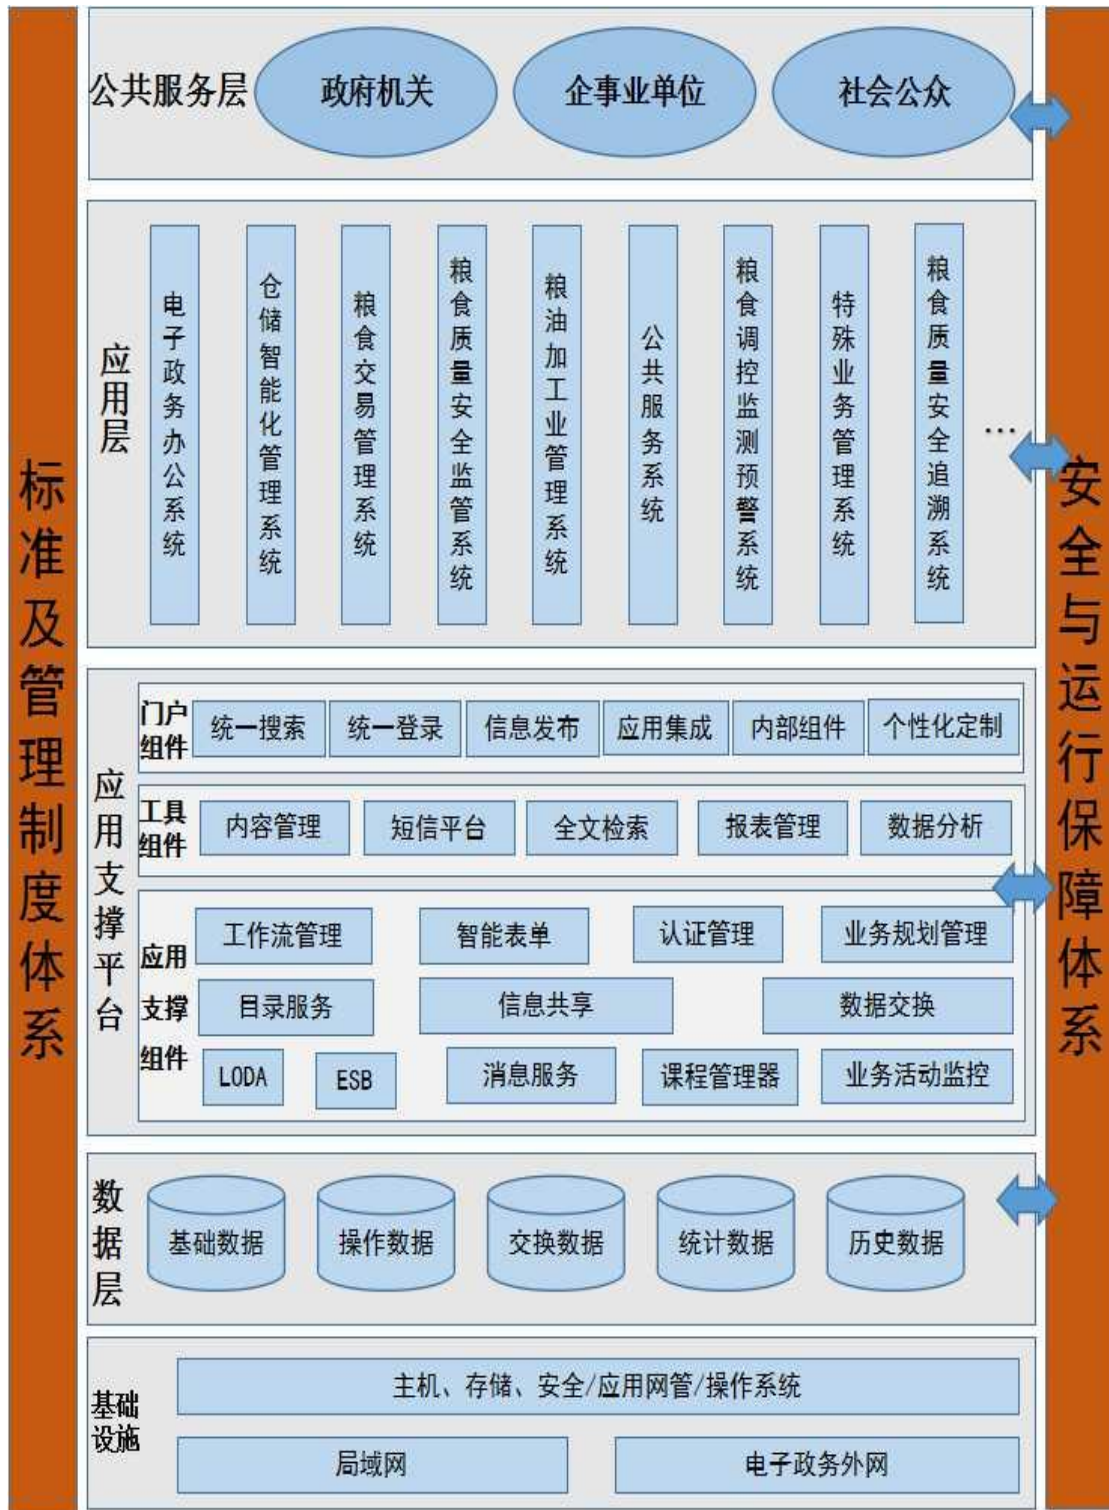 标准及管理制度体系
公共服务层
政府机关
企事业单位
社会公众
应用层
电子政务办公系统
仓储智能化管理系统
粮食交易管理系统
粮食质量安全监管系统
粮油加工业管理系统
公共服务系统
粮食调控监测预警系统
特殊业务管理系统
粮食质量安全追溯系统
…
应用支撑平台
门户
组件
统一搜索
统一登录
信息发布
应用集成
内部组件
个性化定制
工具
组件
内容管理
短信平台
全文检索
报表管理
数据分析
应用
支撑
组件
工作流管理
智能表单
认证管理
业务规划管理
目录服务
信息共享
数据交换
LODA
ESB
消息服务
课程管理器
业务活动监控
数据层
基础数据
操作数据
交换数据
统计数据
历史数据
基础
设施
主机、存储、安全/应用网管/操作系统
局域网
电子政务外网
安全与运行保障体系